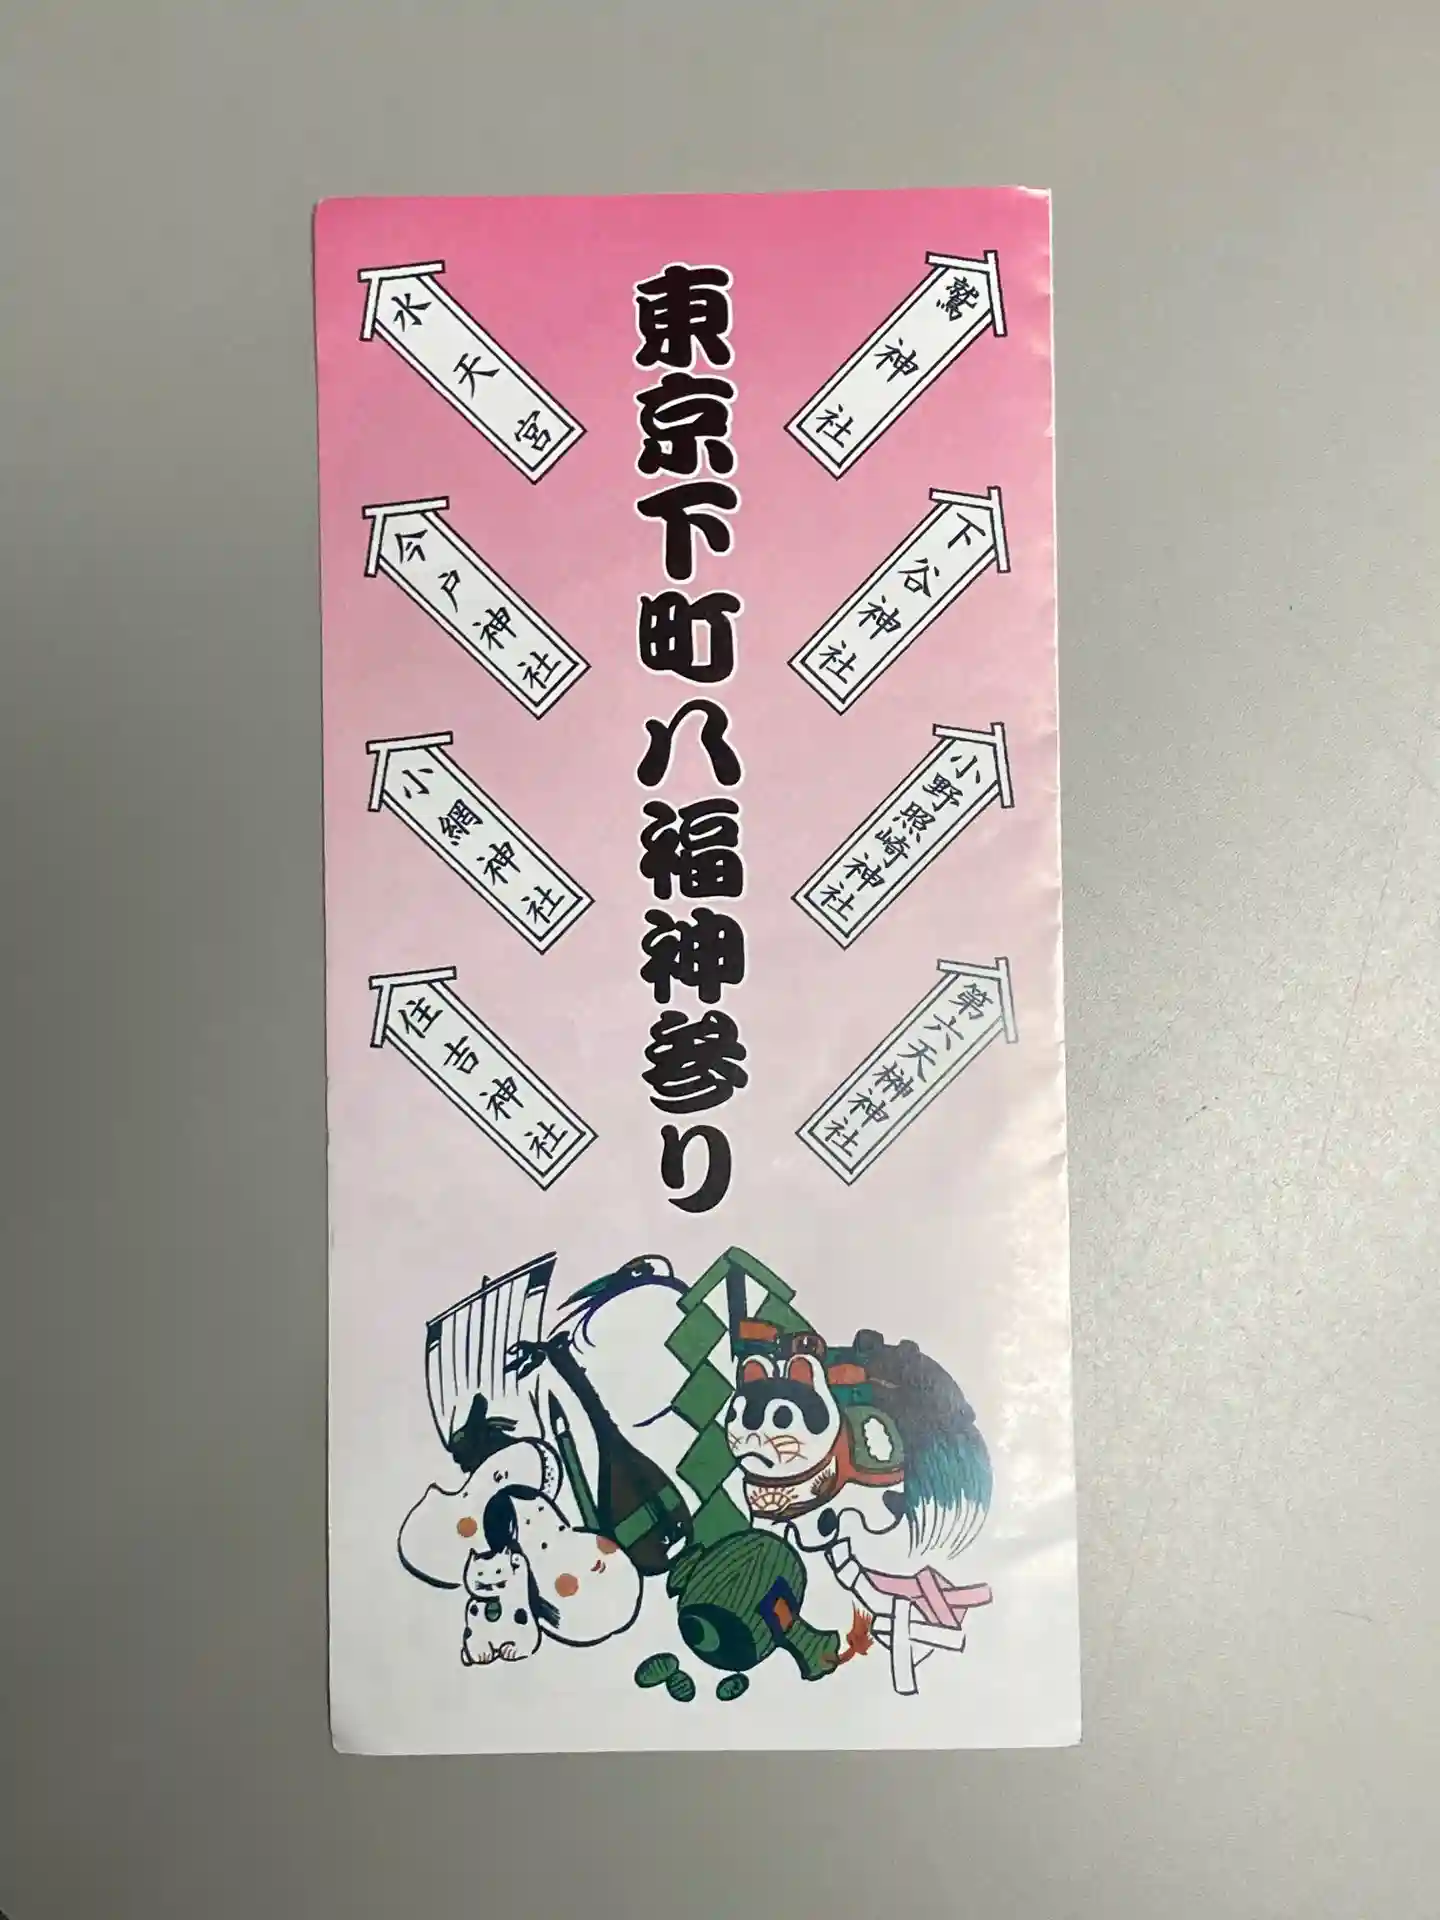 東京下町八福神参り
鷲神社
下谷神社
小野照崎神社
第六天榊神社
水天宮
今戸神社
小網神社
住吉神社